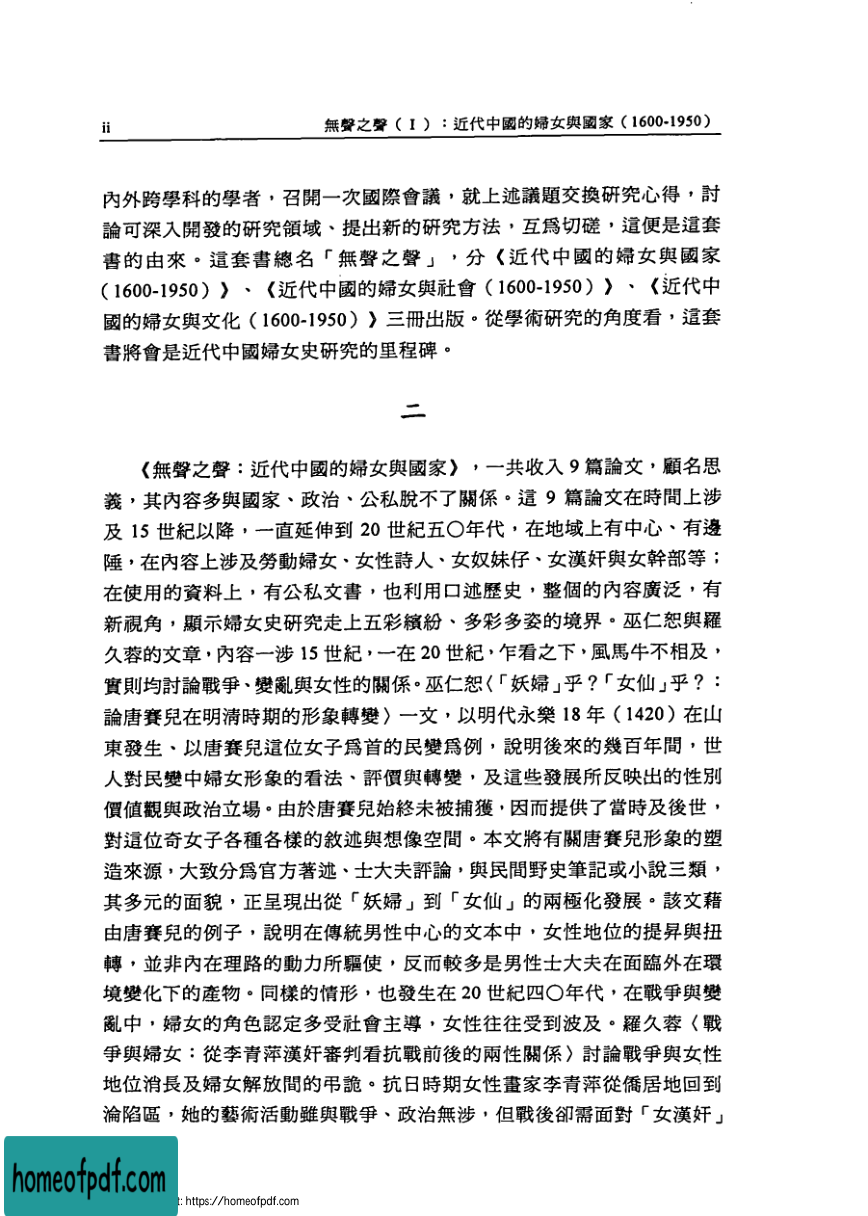 ii
無聲之聲（I）：近代中國的婦女與國家（1600-1950）
內外跨學科的學者，召開一次國際會議，就上述議題交換研究心得，討
論可深入開發的研究領域、提出新的研究方法，互爲切磋，這便是這套
書的由來。這套書總名「無聲之聲」，分《近代中國的婦女與國家
（1600-1950）》、《近代中國的婦女與社會（1600-1950）》、《近代中
國的婦女與文化（1600-1950）》三冊出版。從學術研究的角度看，這套
書將會是近代中國婦女史研究的里程碑。
二
《無聲之聲：近代中國的婦女與國家》，一共收入 9 篇論文，顧名思
義，其內容多與國家、政治、公私脫不了關係。這 9 篇論文在時間上涉
及 15 世紀以降，一直延伸到 20 世紀五〇年代，在地域上有中心、有邊
陲，在內容上涉及勞動婦女、女性詩人、女奴妹仔、女漢奸與女幹部等；
在使用的資料上，有公私文書，也利用口述歷史，整個的內容廣泛，有
新視角，顯示婦女史研究走上五彩繽紛、多彩多姿的境界。巫仁恕與羅
久蓉的文章，內容一涉 15 世紀，一在 20 世紀，乍看之下，風馬牛不相及，
實則均討論戰爭、變亂與女性的關係。巫仁恕〈「妖婦」乎？「女仙」乎？：
論唐賽兒在明清時期的形象轉變〉一文，以明代永樂 18 年（1420）在山
東發生、以唐賽兒這位女子爲首的民變爲例，說明後來的幾百年間，世
人對民變中婦女形象的看法、評價與轉變，及這些發展所反映出的性別
價値觀與政治立場。由於唐賽兒始終未被捕獲，因而提供了當時及後世，
對這位奇女子各種各樣的敘述與想像空間。本文將有關唐賽兒形象的塑
造來源，大致分爲官方著述、士大夫評論，與民間野史筆記或小說三類，
其多元的面貌，正呈現出從「妖婦」到「女仙」的兩極化發展。該文藉
由唐賽兒的例子，說明在傳統男性中心的文本中，女性地位的提昇與扭
轉，並非內在理路的動力所驅使，反而較多是男性士大夫在面臨外在環
境變化下的產物。同樣的情形，也發生在 20 世紀四〇年代，在戰爭與變
亂中，婦女的角色認定多受社會主導，女性往往受到波及。羅久蓉〈戰
爭與婦女：從李青萍漢奸審判看抗戰前後的兩性關係〉討論戰爭與女性
地位消長及婦女解放間的弔詭。抗日時期女性畫家李青萍從僑居地回到
淪陷區，她的藝術活動雖與戰爭、政治無涉，但戰後卻需面對「女漢奸」
homeofpdf.com
t: https://homeofpdf.com